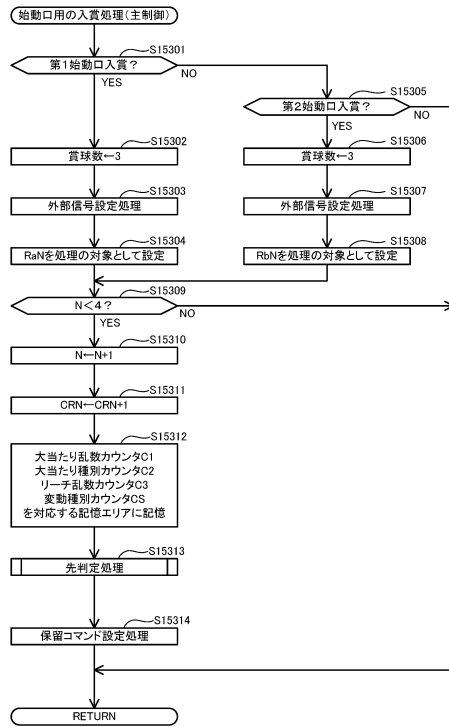 始動口用の入賞処理(主制御)
S15301
第1始動口入賞?
NO
YES
S15305
第2始動口入賞?
NO
YES
S15302
賞球数←3
S15306
賞球数←3
S15303
外部信号設定処理
S15307
外部信号設定処理
S15304
RaNを処理の対象として設定
S15308
RbNを処理の対象として設定
S15309
N<4?
NO
YES
S15310
N←N+1
S15311
CRN←CRN+1
S15312
大当たり乱数カウンタC1
大当たり種別カウンタC2
リーチ乱数カウンタC3
変動種別カウンタCS
を対応する記憶エリアに記憶
S15313
先判定処理
S15314
保留コマンド設定処理
RETURN